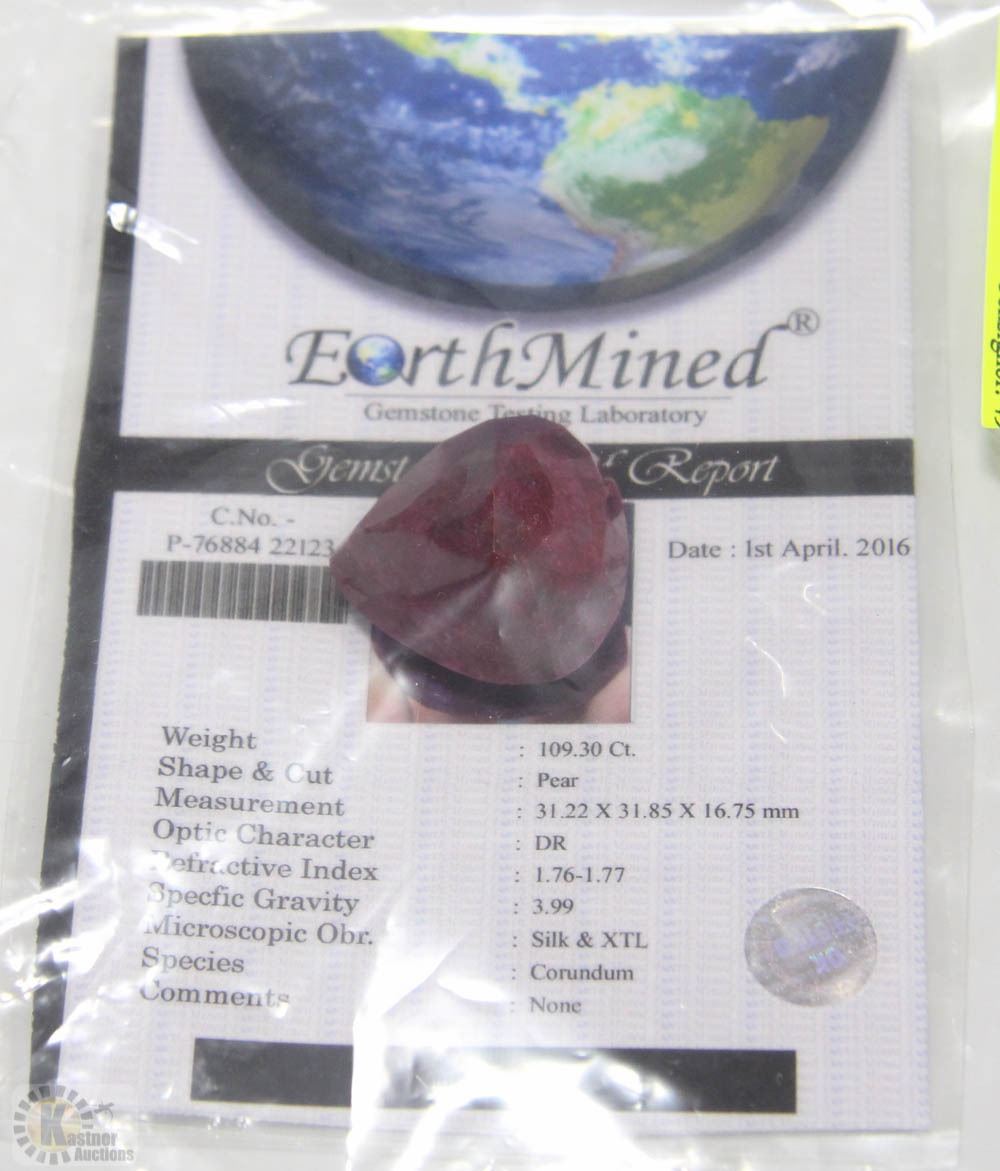 EarthMined®
Gemstone Testing Laboratory
Report
C.No. -
P-76884 22123
Date : 1st April. 2016
Weight : 109.30 Ct.
Shape & Cut : Pear
Measurement : 31.22 X 31.85 X 16.75 mm
Optic Character : DR
Refractive Index : 1.76-1.77
Specfic Gravity : 3.99
Microscopic Obr. : Silk & XTL
Species : Corundum
Comments : None
Kastner
Auctions